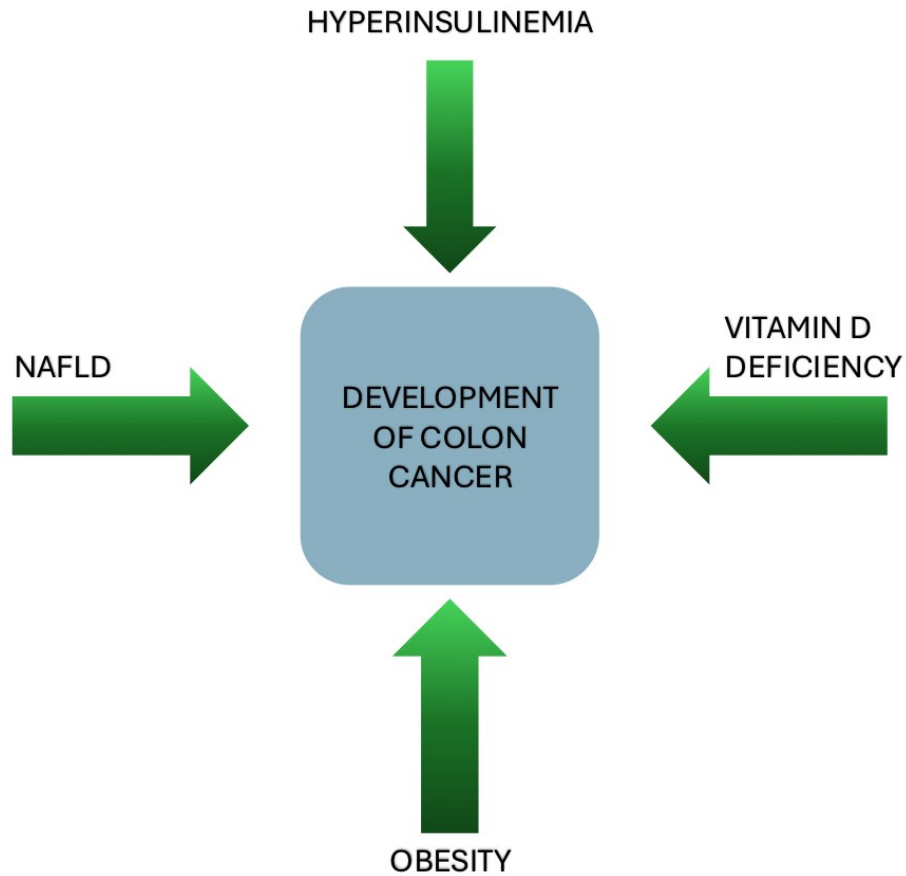 HYPERINSULINEMIA
NAFLD
VITAMIN D
DEFICIENCY
DEVELOPMENT
OF COLON
CANCER
OBESITY